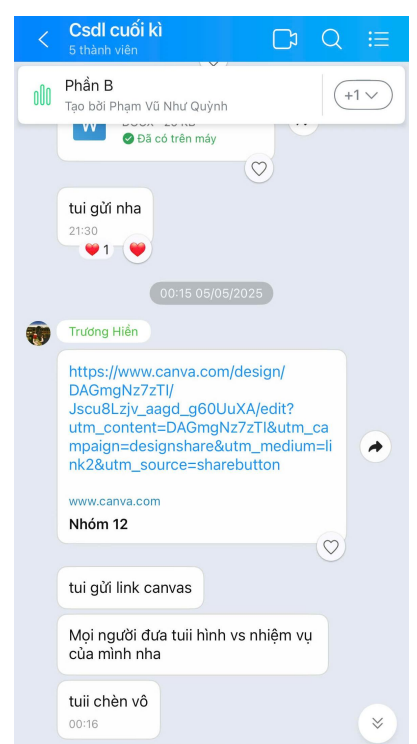 Csdl cuối kì
5 thành viên
Phần B
Tạo bởi Phạm Vũ Như Quỳnh
+1
W
Đã có trên máy
tui gửi nha
21:30
1
00:15 05/05/2025
Trương Hiền
https://www.canva.com/design/
DAGmgNz7zTI/
Jscu8Lzjv_aagd_g60UuXA/edit?
utm_content=DAGmgNz7zTI&utm_ca
mpaign=designshare&utm_medium=li
nk2&utm_source=sharebutton
www.canva.com
Nhóm 12
tui gửi link canvas
Mọi người đưa tuii hình vs nhiệm vụ
của mình nha
tuii chèn vô
00:16